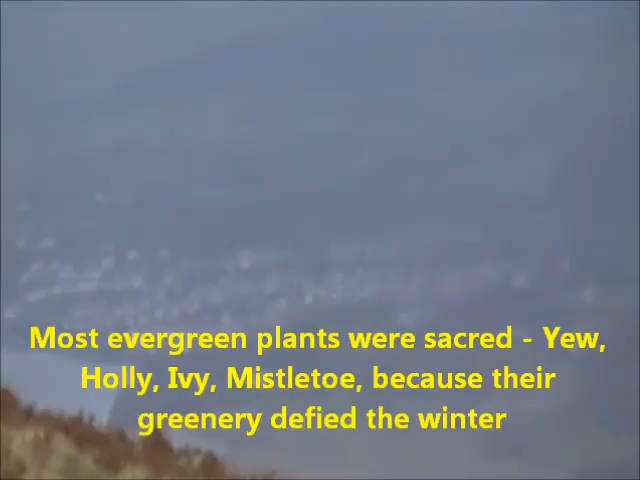 Most evergreen plants were sacred - Yew,
Holly, Ivy, Mistletoe, because their
greenery defied the winter